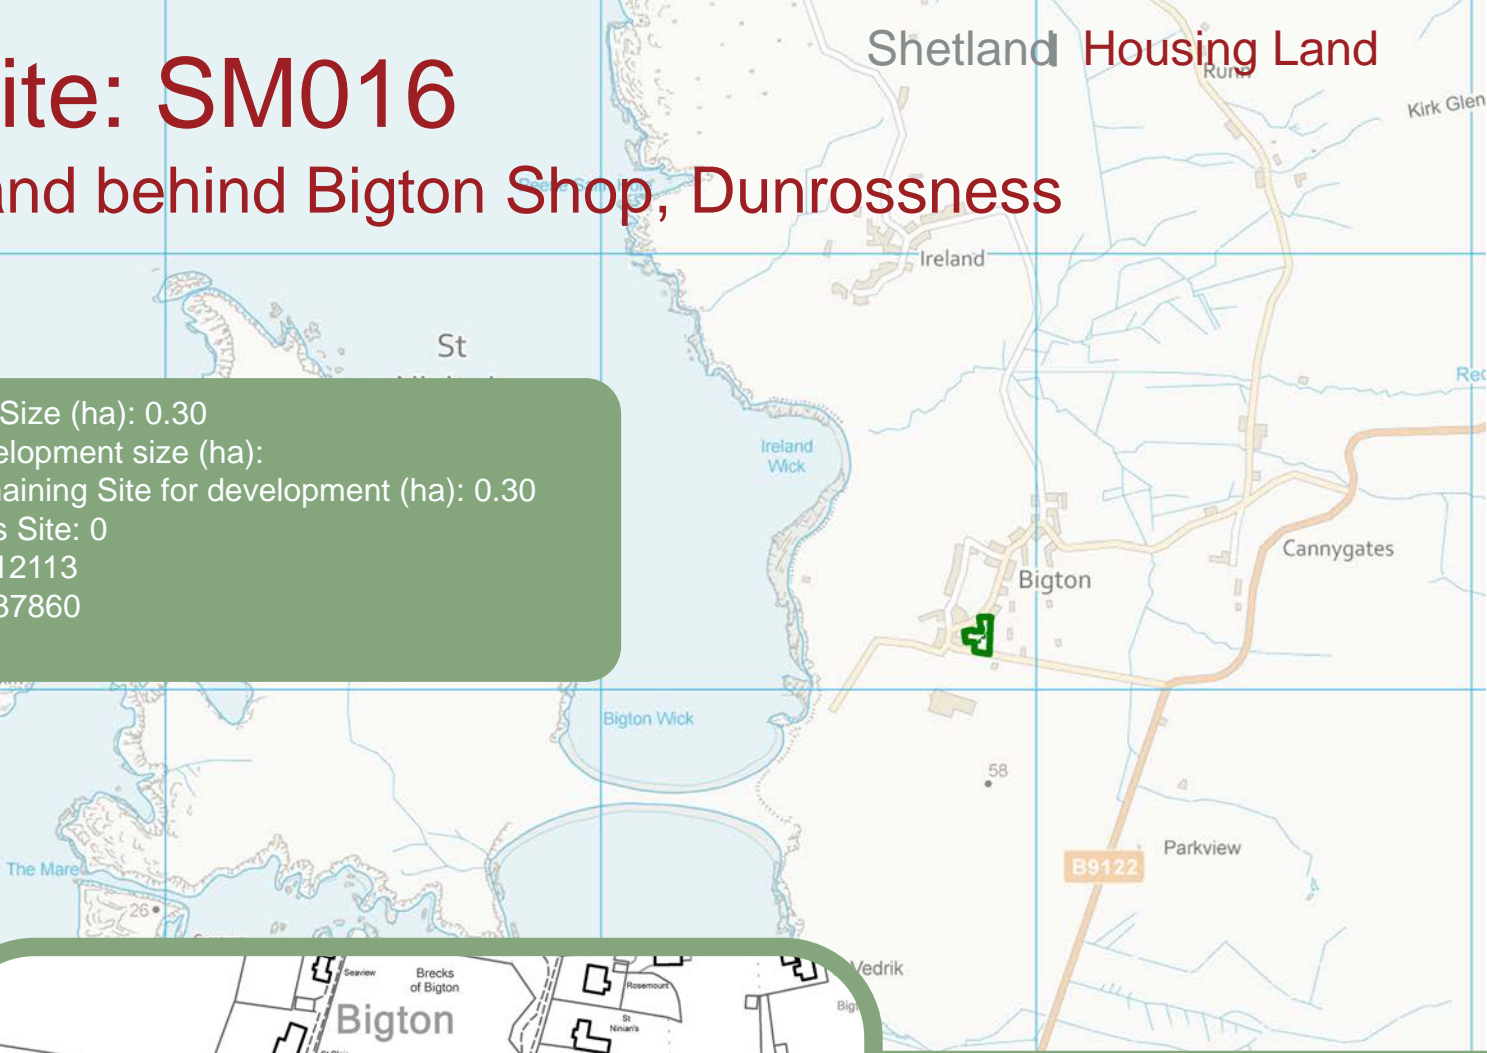 Shetland Housing Land
Runn
Kirk Glen
ite: SM016
and behind Bigton Shop, Dunrossness
Ireland
St
Size (ha): 0.30
elopment size (ha):
aining Site for development (ha): 0.30
s Site: 0
12113
37860
Ireland
Wick
Cannygates
Bigton
Bigton Wick
58
Parkview
B9122
The Mare
26
Vedrik
Seaview
Brecks
of Bigton
Rosemount
Bigton
St
Ninian's